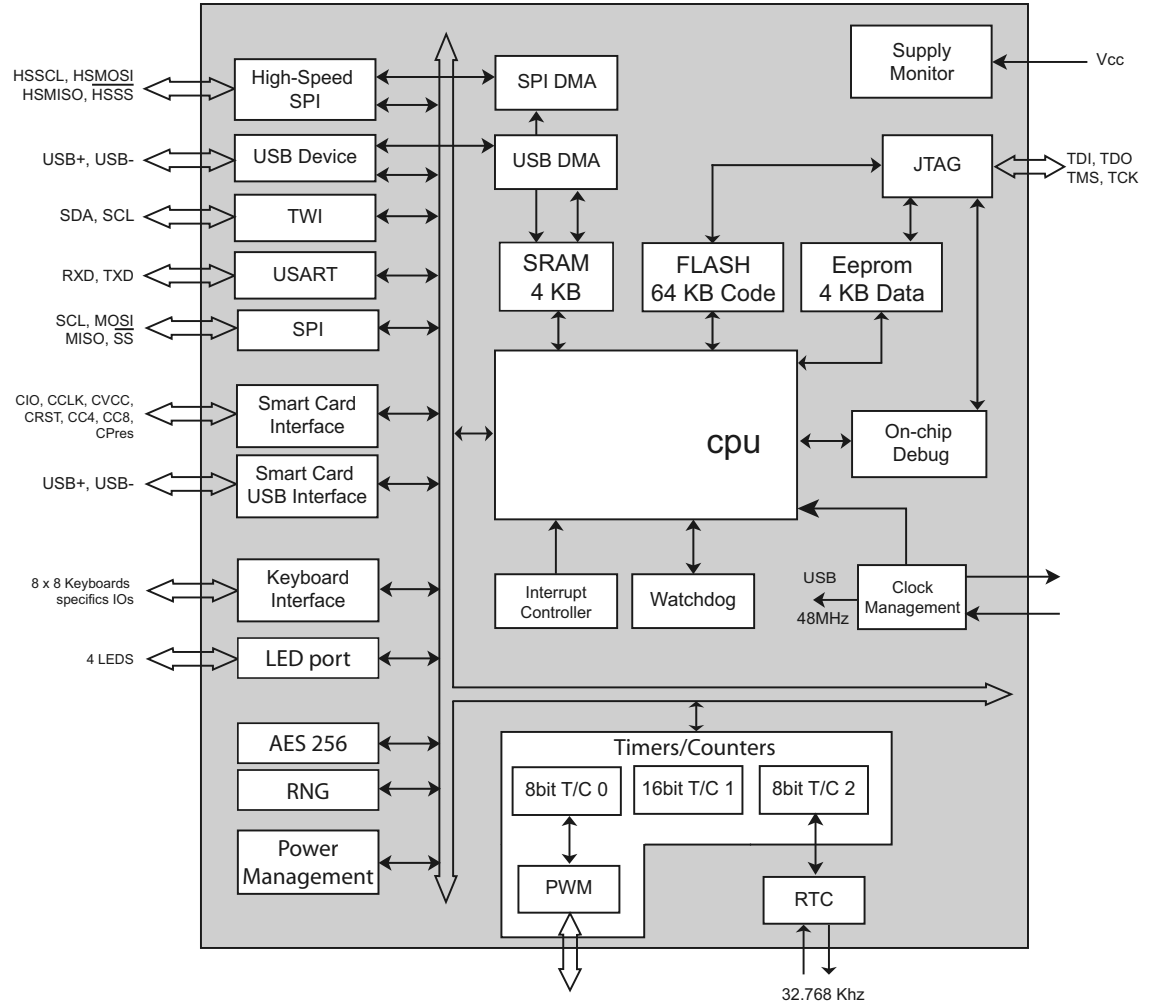 HSSCL, HSMOSI
HSMISO, HSSS
High-Speed
SPI
SPI DMA
Supply
Monitor
Vcc
USB+, USB-
USB Device
USB DMA
JTAG
TDI, TDO
TMS, TCK
SDA, SCL
TWI
RXD, TXD
USART
SRAM
4 KB
FLASH
64 KB Code
Eeprom
4 KB Data
SCL, MOSI
MISO, SS
SPI
CIO, CCLK, CVCC,
CRST, CC4, CC8,
CPres
Smart Card
Interface
cpu
On-chip
Debug
USB+, USB-
Smart Card
USB Interface
8 x 8 Keyboards
specifics IOs
Keyboard
Interface
Interrupt
Controller
Watchdog
USB
48MHz
Clock
Management
4 LEDS
LED port
AES 256
RNG
Power
Management
Timers/Counters
8bit T/C 0
16bit T/C 1
8bit T/C 2
PWM
RTC
32.768 Khz